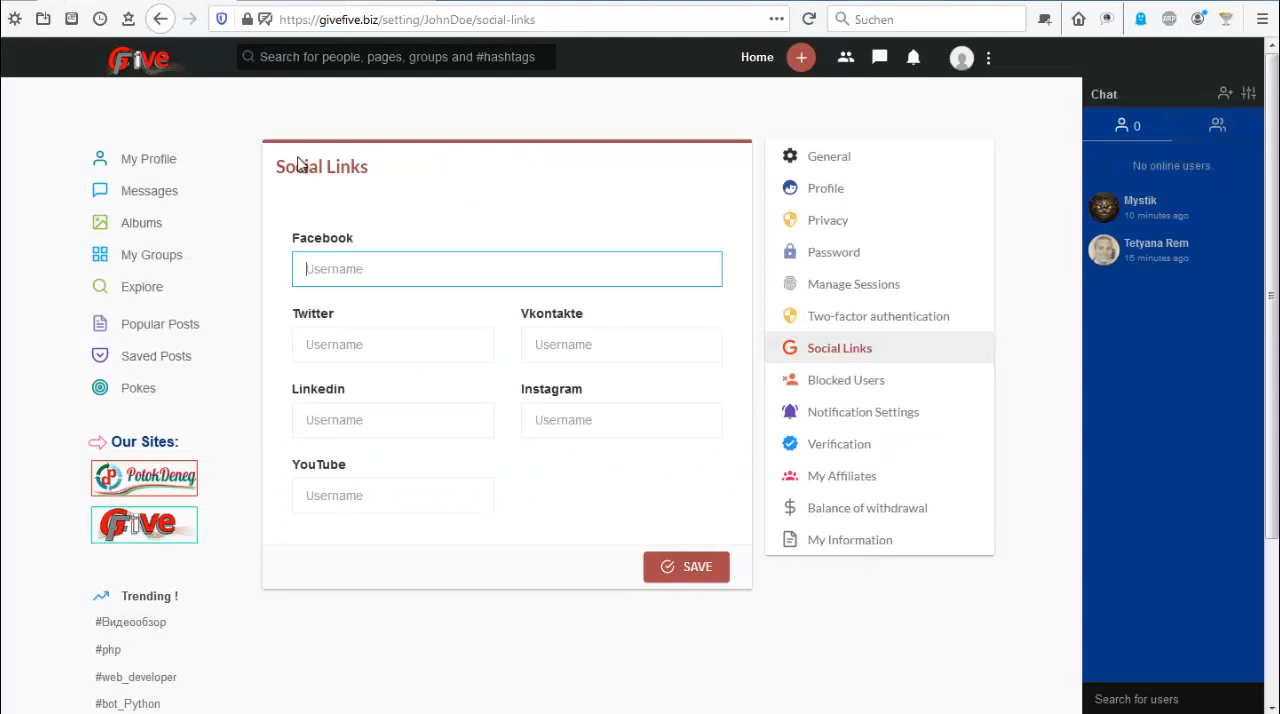 https://givefive.biz/setting/JohnDoe/social-links
Suchen
GFive
Search for people, pages, groups and #hashtags
Home
Chat
0
No online users.
Mystik
10 minutes ago
Tetyana Rem
15 minutes ago
Search for users
My Profile
Messages
Albums
My Groups
Explore
Popular Posts
Saved Posts
Pokes
Our Sites:
PotokDeneg
GFive
Trending !
#Видеообзор
#php
#web_developer
#bot_Python
Social Links
Facebook
Username
Twitter
Vkontakte
Username
Username
Linkedin
Instagram
Username
Username
YouTube
Username
SAVE
General
Profile
Privacy
Password
Manage Sessions
Two-factor authentication
Social Links
Blocked Users
Notification Settings
Verification
My Affiliates
Balance of withdrawal
My Information